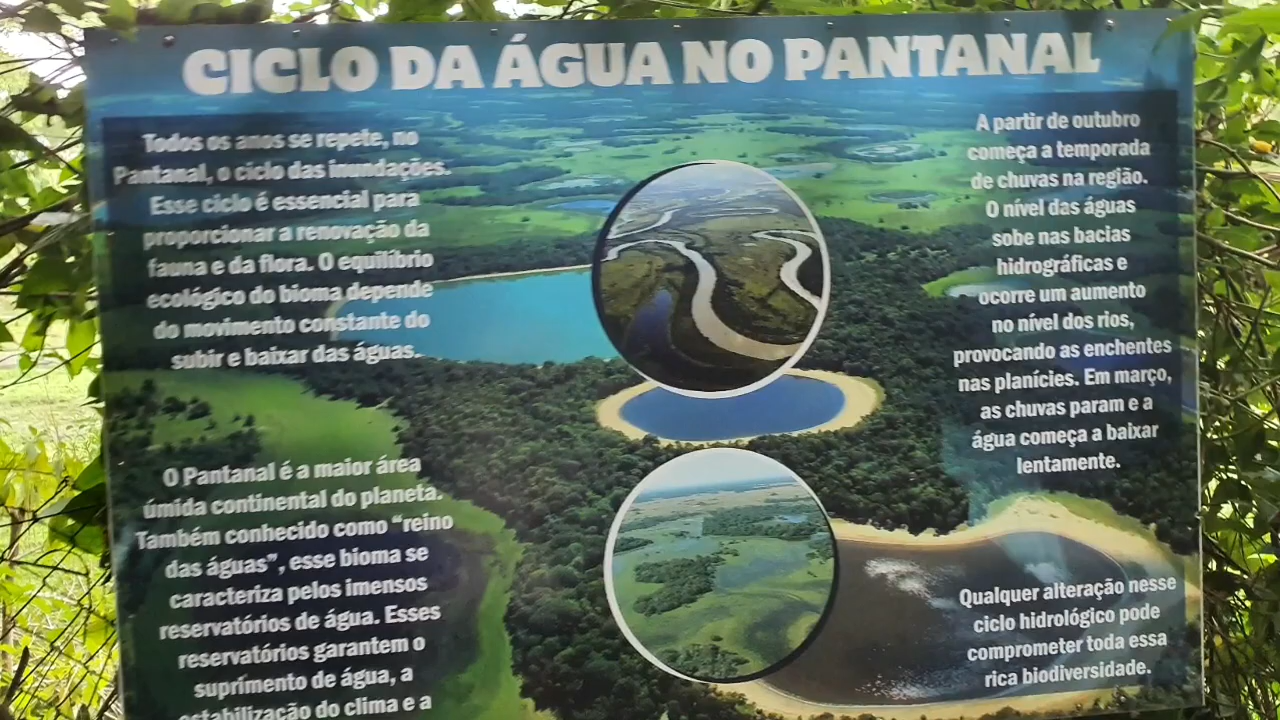 CICLO DA ÁGUA NO PANTANAL
Todos os anos se repete, no
Pantanal, o ciclo das inundações.
Esse ciclo é essencial para
proporcionar a renovação da
fauna e da flora. O equilíbrio
ecológico do bioma depende
do movimento constante do
subir e baixar das águas.
O Pantanal é a maior área
úmida continental do planeta.
Também conhecido como “reino
das águas”, esse bioma se
caracteriza pelos imensos
reservatórios de água. Esses
reservatórios garantem o
suprimento de água, a
estabilização do clima e a
A partir de outubro
começa a temporada
de chuvas na região.
O nível das águas
sobe nas bacias
hidrográficas e
ocorre um aumento
no nível dos rios,
provocando as enchentes
nas planícies. Em março,
as chuvas param e a
água começa a baixar
lentamente.
Qualquer alteração nesse
ciclo hidrológico pode
comprometer toda essa
rica biodiversidade.